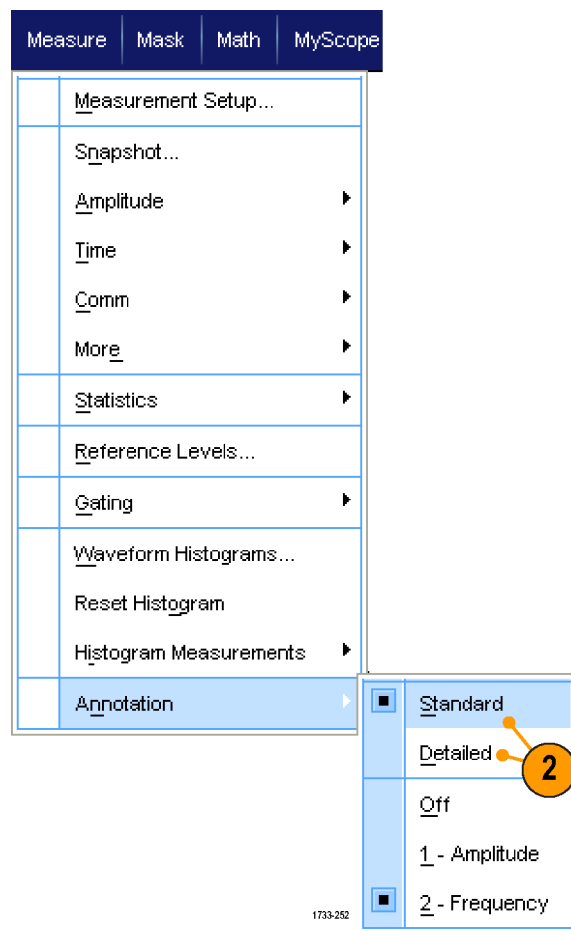 Measure Mask Math MyScope
Measurement Setup...
Snapshot...
Amplitude
Time
Comm
More
Statistics
Reference Levels...
Gating
Waveform Histograms...
Reset Histogram
Histogram Measurements
Annotation
Standard
Detailed
2
Off
1 - Amplitude
2 - Frequency
1733-252